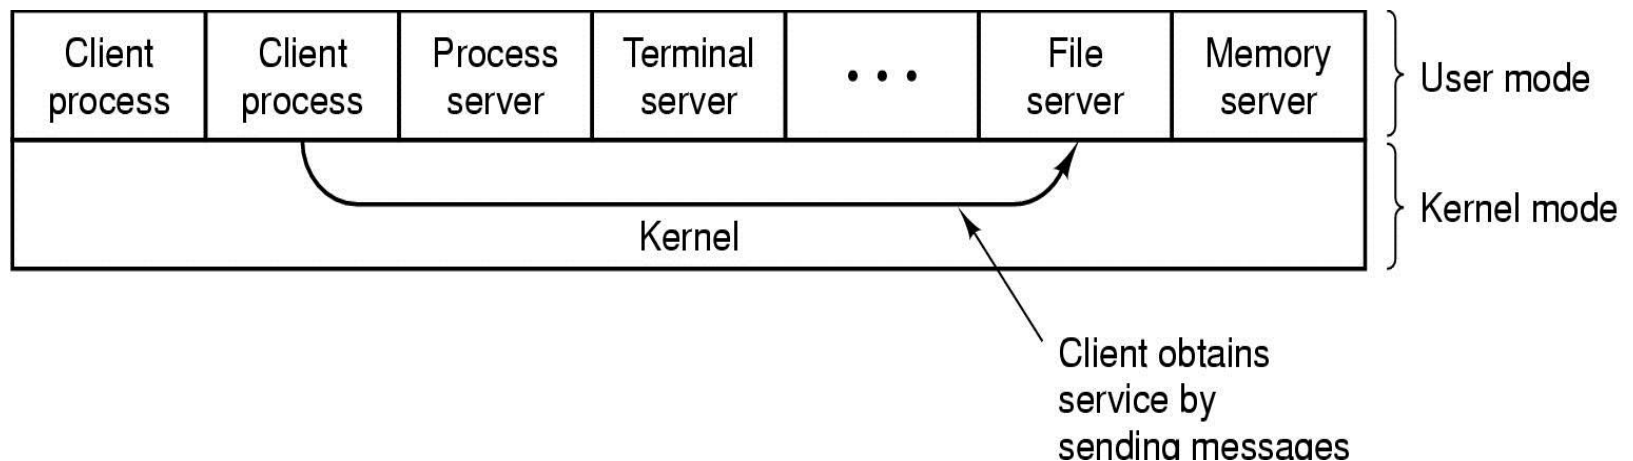 Client
process
Client
process
Process
server
Terminal
server
• • •
File
server
Memory
server
User mode
Kernel
Kernel mode
Client obtains
service by
sending messages